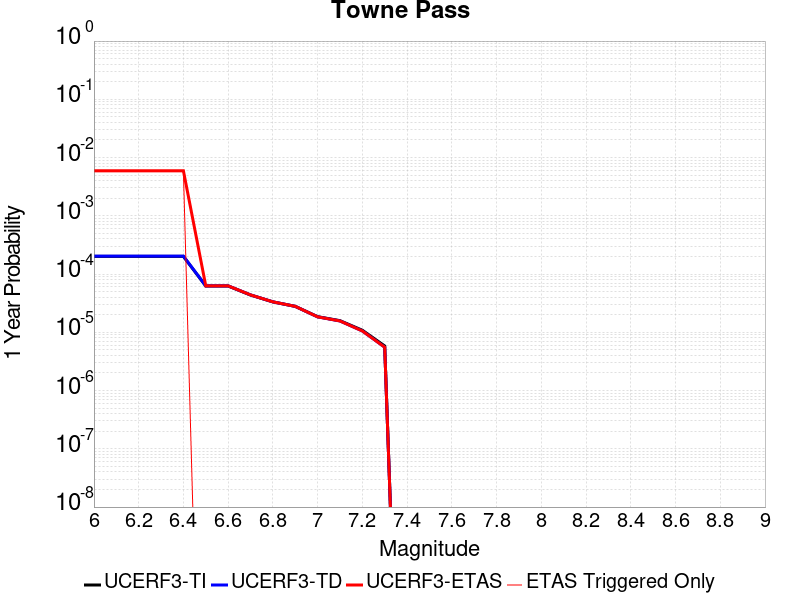 Towne Pass
1 Year Probability
10^0
10^-1
10^-2
10^-3
10^-4
10^-5
10^-6
10^-7
10^-8
6 6.2 6.4 6.6 6.8 7 7.2 7.4 7.6 7.8 8 8.2 8.4 8.6 8.8 9
Magnitude
UCERF3-TI UCERF3-TD UCERF3-ETAS ETAS Triggered Only